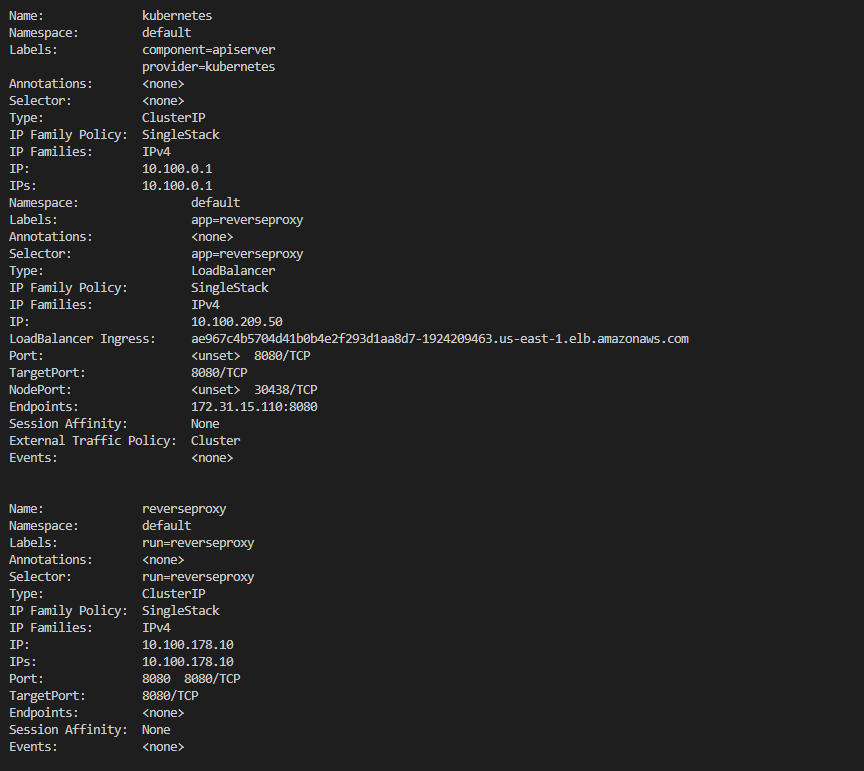 Name:              kubernetes
Namespace:         default
Labels:            component=apiserver
                   provider=kubernetes
Annotations:       <none>
Selector:          <none>
Type:              ClusterIP
IP Family Policy:  SingleStack
IP Families:       IPv4
IP:                10.100.0.1
IPs:               10.100.0.1
Namespace:                default
Labels:                   app=reverseproxy
Annotations:              <none>
Selector:                 app=reverseproxy
Type:                     LoadBalancer
IP Family Policy:         SingleStack
IP Families:              IPv4
IP:                       10.100.209.50
LoadBalancer Ingress:     ae967c4b5704d41b0b4e2f293d1aa8d7-1924209463.us-east-1.elb.amazonaws.com
Port:                     <unset>  8080/TCP
TargetPort:               8080/TCP
NodePort:                 <unset>  30438/TCP
Endpoints:                172.31.15.110:8080
Session Affinity:         None
External Traffic Policy:  Cluster
Events:                   <none>
Name:              reverseproxy
Namespace:         default
Labels:            run=reverseproxy
Annotations:       <none>
Selector:          run=reverseproxy
Type:              ClusterIP
IP Family Policy:  SingleStack
IP Families:       IPv4
IP:                10.100.178.10
IPs:               10.100.178.10
Port:              8080  8080/TCP
TargetPort:        8080/TCP
Endpoints:         <none>
Session Affinity:  None
Events:            <none>